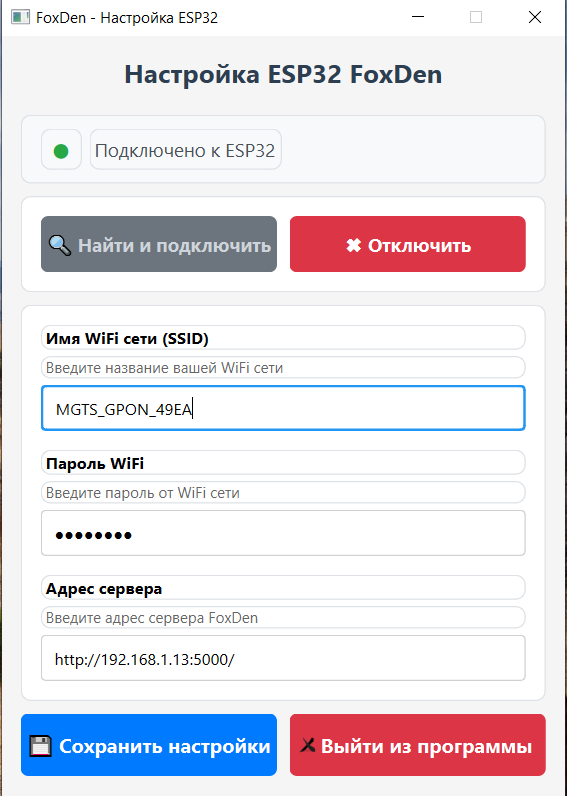 FoxDen - Настройка ESP32
Настройка ESP32 FoxDen
Подключено к ESP32
Найти и подключить
Отключить
Имя WiFi сети (SSID)
Введите название вашей WiFi сети
MGTS_GPON_49EA
Пароль WiFi
Введите пароль от WiFi сети
●●●●●●●●
Адрес сервера
Введите адрес сервера FoxDen
http://192.168.1.13:5000/
Сохранить настройки
Выйти из программы